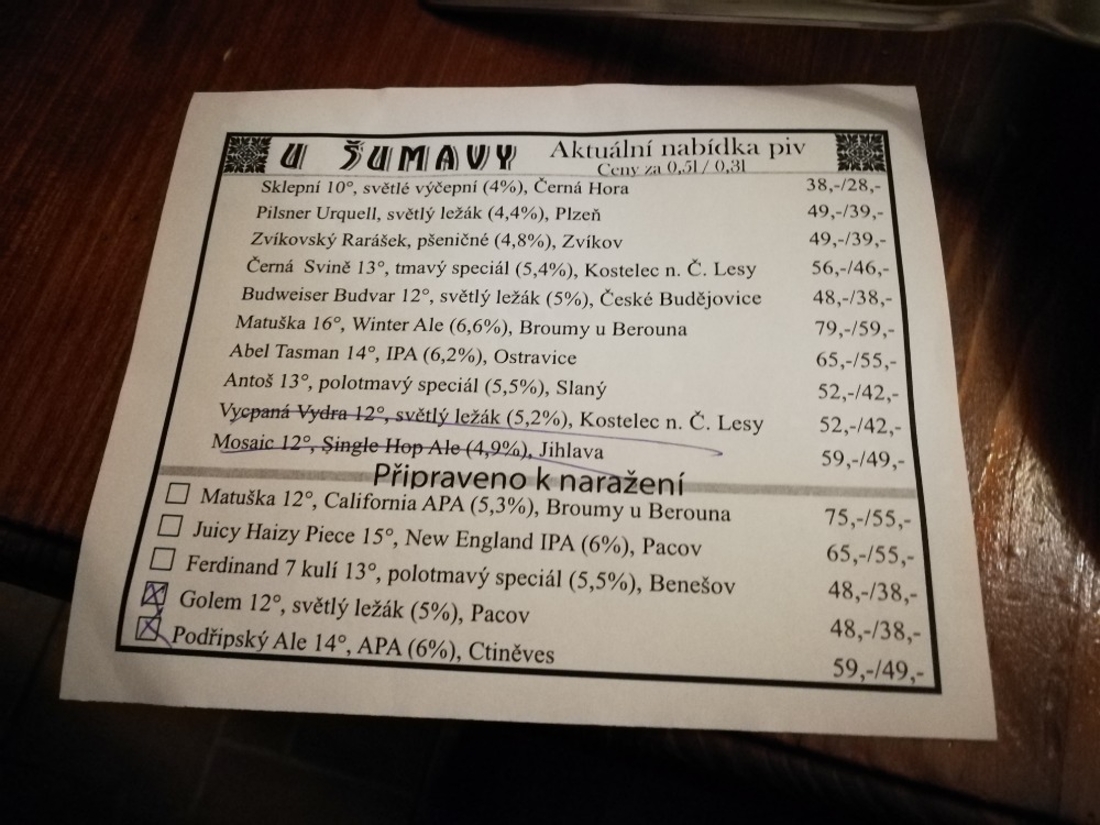 U ŠUMAVY Aktuální nabídka piv
Ceny za 0,5l / 0,3l
Sklepní 10°, světlé výčepní (4%), Černá Hora 38,-/28,-
Pilsner Urquell, světlý ležák (4,4%), Plzeň 49,-/39,-
Zvíkovský Rarášek, pšeničné (4,8%), Zvíkov 49,-/39,-
Černá Svině 13°, tmavý speciál (5,4%), Kostelec n. Č. Lesy 56,-/46,-
Budweiser Budvar 12°, světlý ležák (5%), České Budějovice 48,-/38,-
Matuška 16°, Winter Ale (6,6%), Broumy u Berouna 79,-/59,-
Abel Tasman 14°, IPA (6,2%), Ostravice 65,-/55,-
Antoš 13°, polotmavý speciál (5,5%), Slaný 52,-/42,-
Vycpaná Vydra 12°, světlý ležák (5,2%), Kostelec n. Č. Lesy 52,-/42,-
Mosaic 12°, Single Hop Ale (4,9%), Jihlava 59,-/49,-
Připraveno k naražení
Matuška 12°, California APA (5,3%), Broumy u Berouna 75,-/55,-
Juicy Haizy Piece 15°, New England IPA (6%), Pacov 65,-/55,-
Ferdinand 7 kulí 13°, polotmavý speciál (5,5%), Benešov 48,-/38,-
Golem 12°, světlý ležák (5%), Pacov 48,-/38,-
Podřipský Ale 14°, APA (6%), Ctiněves 59,-/49,-